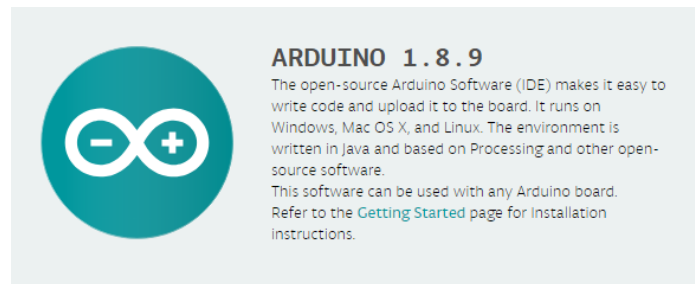 ARDUINO 1.8.9
The open-source Arduino Software (IDE) makes it easy to
write code and upload it to the board. It runs on
Windows, Mac OS X, and Linux. The environment is
written in Java and based on Processing and other open-
source software.
This software can be used with any Arduino board.
Refer to the Getting Started page for Installation
instructions.